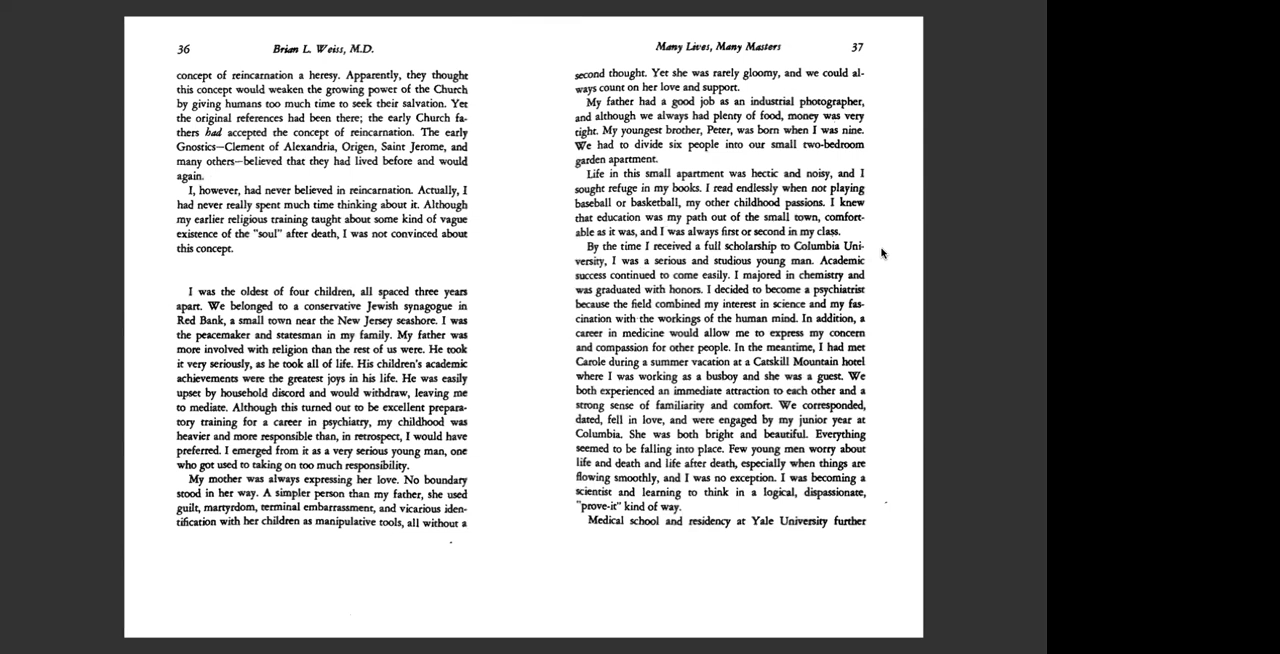 36 Brian L. Weiss, M.D.
concept of reincarnation a heresy. Apparently, they thought
this concept would weaken the growing power of the Church
by giving humans too much time to seek their salvation. Yet
the original references had been there; the early Church fa-
thers had accepted the concept of reincarnation. The early
Gnostics—Clement of Alexandria, Origen, Saint Jerome, and
many others—believed that they had lived before and would
again.
I, however, had never believed in reincarnation. Actually, I
had never really spent much time thinking about it. Although
my earlier religious training taught about some kind of vague
existence of the "soul" after death, I was not convinced about
this concept.
I was the oldest of four children, all spaced three years
apart. We belonged to a conservative Jewish synagogue in
Red Bank, a small town near the New Jersey seashore. I was
the peacemaker and statesman in my family. My father was
more involved with religion than the rest of us were. He took
it very seriously, as he took all of life. His children's academic
achievements were the greatest joys in his life. He was easily
upset by household discord and would withdraw, leaving me
to mediate. Although this turned out to be excellent prepara-
tory training for a career in psychiatry, my childhood was
heavier and more responsible than, in retrospect, I would have
preferred. I emerged from it as a very serious young man, one
who got used to taking on too much responsibility.
My mother was always expressing her love. No boundary
stood in her way. A simpler person than my father, she used
guilt, martyrdom, terminal embarrassment, and vicarious iden-
tification with her children as manipulative tools, all without a
Many Lives, Many Masters 37
second thought. Yet she was rarely gloomy, and we could al-
ways count on her love and support.
My father had a good job as an industrial photographer,
and although we always had plenty of food, money was very
tight. My youngest brother, Peter, was born when I was nine.
We had to divide six people into our small two-bedroom
garden apartment.
Life in this small apartment was hectic and noisy, and I
sought refuge in my books. I read endlessly when not playing
baseball or basketball, my other childhood passions. I knew
that education was my path out of the small town, comfort-
able as it was, and I was always first or second in my class.
By the time I received a full scholarship to Columbia Uni-
versity, I was a serious and studious young man. Academic
success continued to come easily. I majored in chemistry and
was graduated with honors. I decided to become a psychiatrist
because the field combined my interest in science and my fas-
cination with the workings of the human mind. In addition, a
career in medicine would allow me to express my concern
and compassion for other people. In the meantime, I had met
Carole during a summer vacation at a Catskill Mountain hotel
where I was working as a busboy and she was a guest. We
both experienced an immediate attraction to each other and a
strong sense of familiarity and comfort. We corresponded,
dated, fell in love, and were engaged by my junior year at
Columbia. She was both bright and beautiful. Everything
seemed to be falling into place. Few young men worry about
life and death and life after death, especially when things are
flowing smoothly, and I was no exception. I was becoming a
scientist and learning to think in a logical, dispassionate,
"prove-it" kind of way.
Medical school and residency at Yale University further